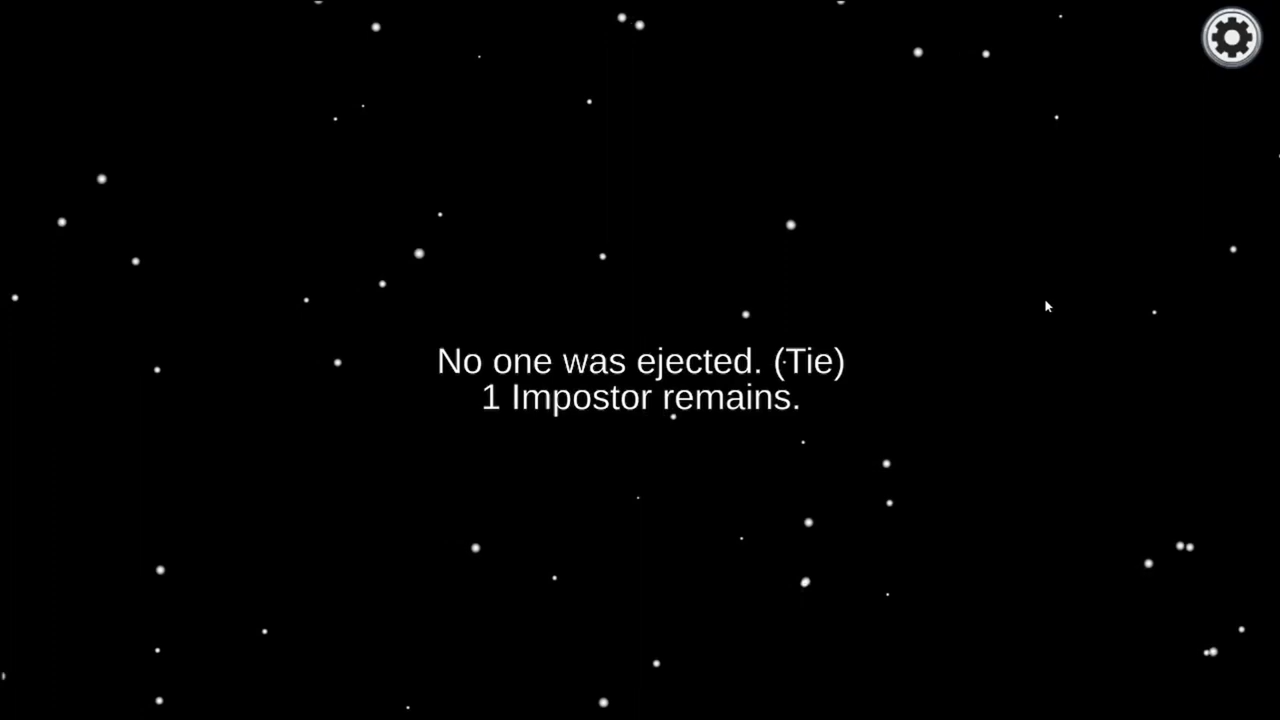 No one was ejected. (Tie)
1 Impostor remains.